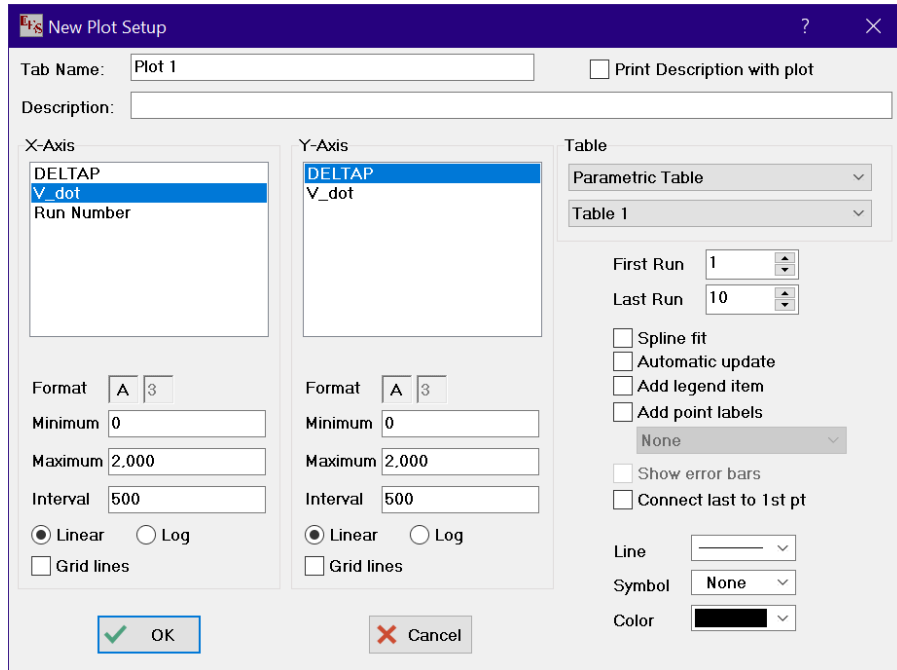 EES New Plot Setup ?
Tab Name: Plot 1
Print Description with plot
Description:
X-Axis
DELTAP
V_dot
Run Number
Format A 3
Minimum 0
Maximum 2,000
Interval 500
Linear Log
Grid lines
Y-Axis
DELTAP
V_dot
Format A 3
Minimum 0
Maximum 2,000
Interval 500
Linear Log
Grid lines
Table
Parametric Table
Table 1
First Run 1
Last Run 10
Spline fit
Automatic update
Add legend item
Add point labels
None
Show error bars
Connect last to 1st pt
Line
Symbol None
Color
OK
Cancel